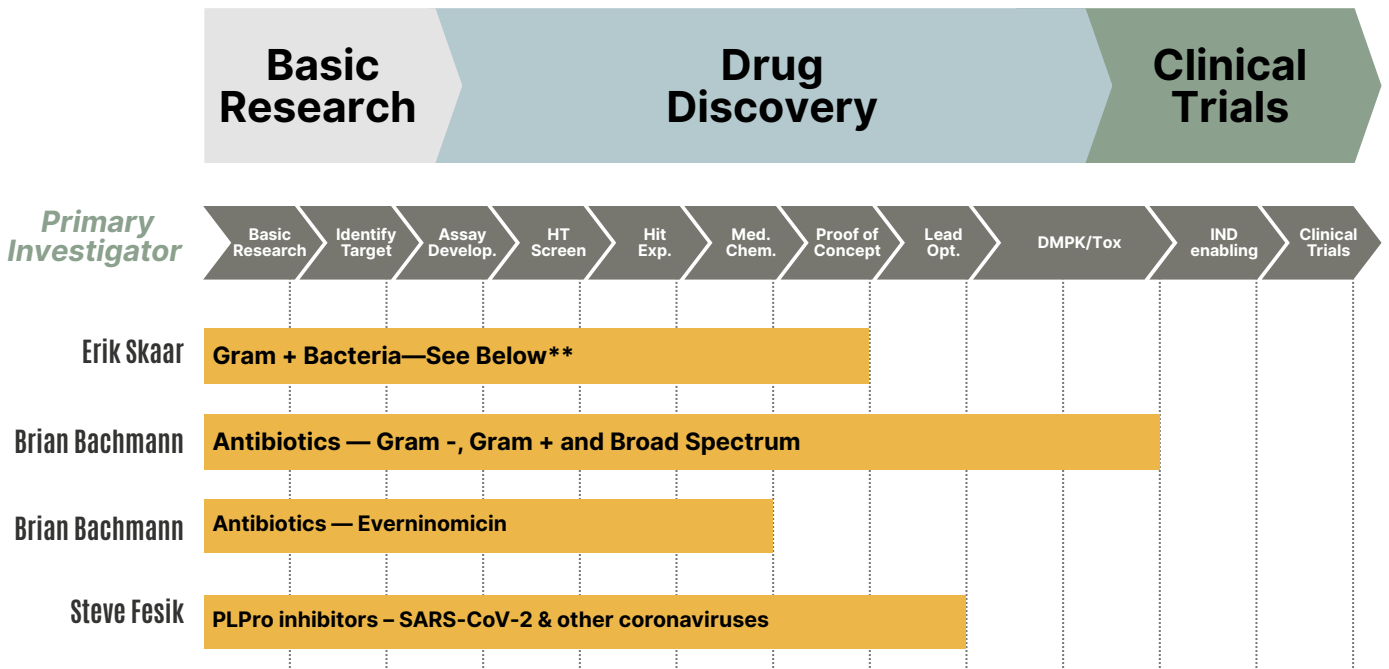 Basic
Research
Drug
Discovery
Clinical
Trials
Primary
Investigator
Basic
Research
Identify
Target
Assay
Develop.
HT
Screen
Hit
Exp.
Med.
Chem.
Proof of
Concept
Lead
Opt.
DMPK/Tox
IND
enabling
Clinical
Trials
Erik Skaar
Gram + Bacteria—See Below**
Brian Bachmann
Antibiotics — Gram -, Gram + and Broad Spectrum
Brian Bachmann
Antibiotics — Everninomicin
Steve Fesik
PLPro inhibitors – SARS-CoV-2 & other coronaviruses